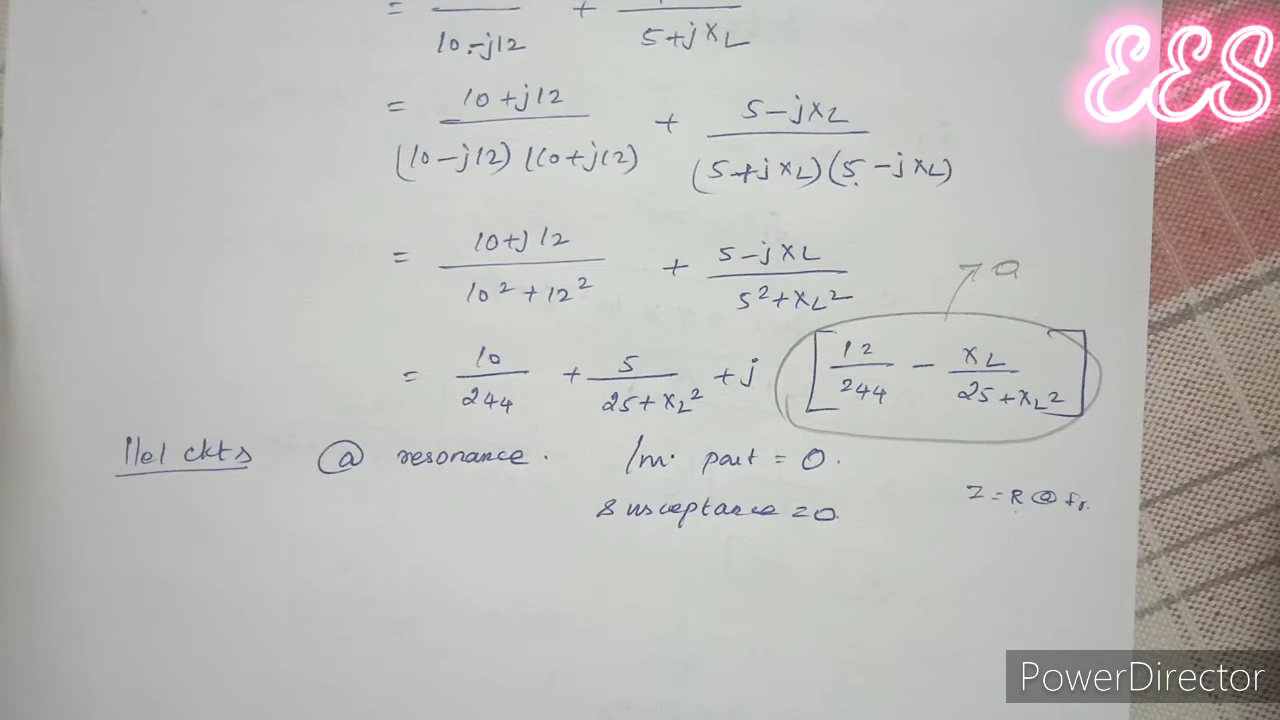 = / 10-j12 + / 5+jXL
EES
= 10+j12 / (10-j12)(10+j12) + 5-jXL / (5+jXL)(5-jXL)
= 10+j12 / 10²+12² + 5-jXL / 5²+XL²
= 10/244 + 5/25+XL² + j [12/244 - XL/25+XL²]
llel ckts @ resonance. Im. part = 0.
Susceptance = 0.
Z = R @ fr.
PowerDirector